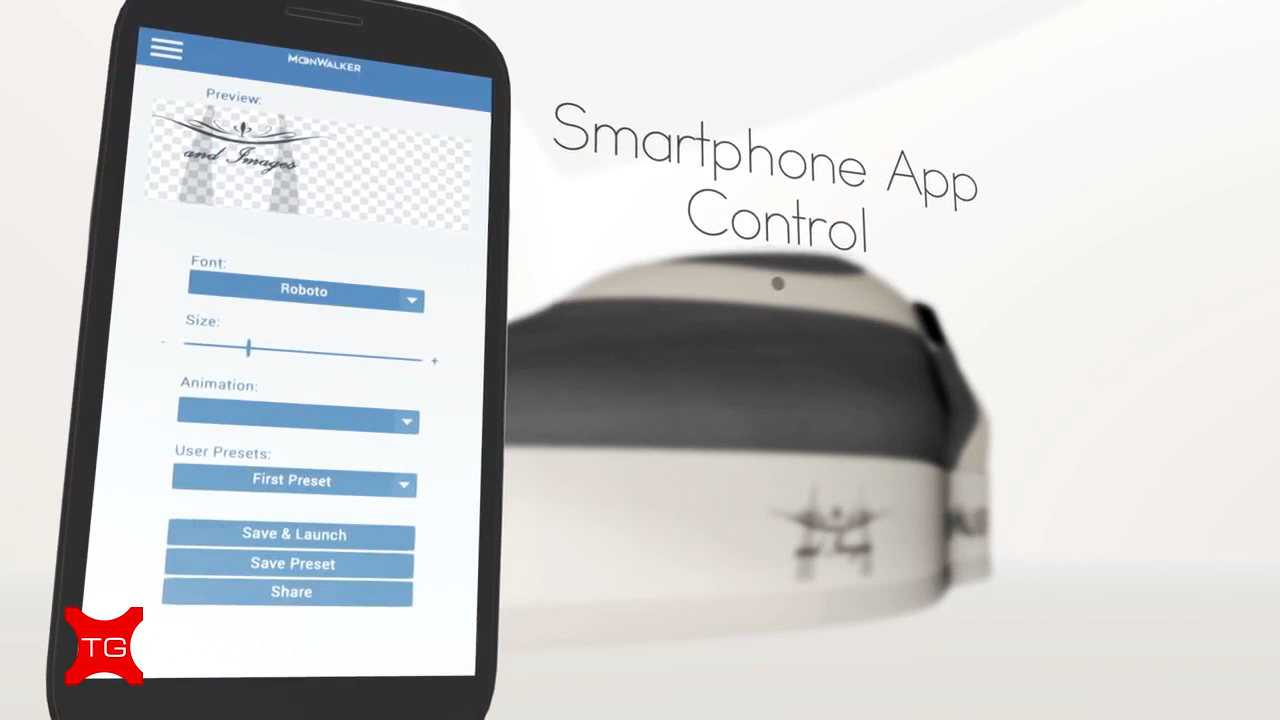 MOONWALKER
Preview:
and Images
Font:
Roboto
Size:
- +
Animation:
User Presets:
First Preset
Save & Launch
Save Preset
Share
Smartphone App
Control
TG